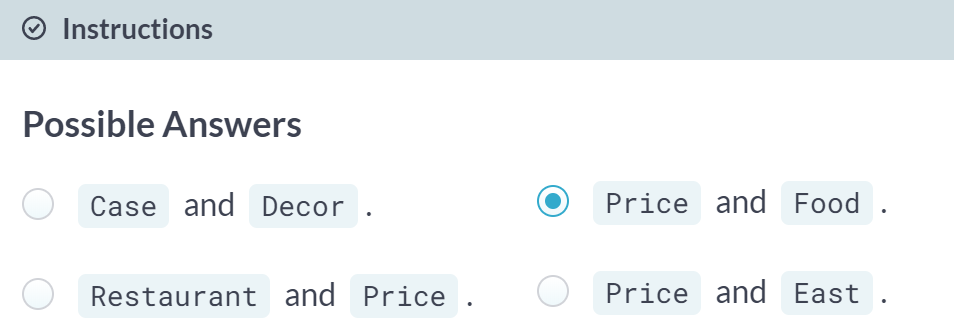 Instructions
Possible Answers
Case and Decor .
Price and Food .
Restaurant and Price .
Price and East .